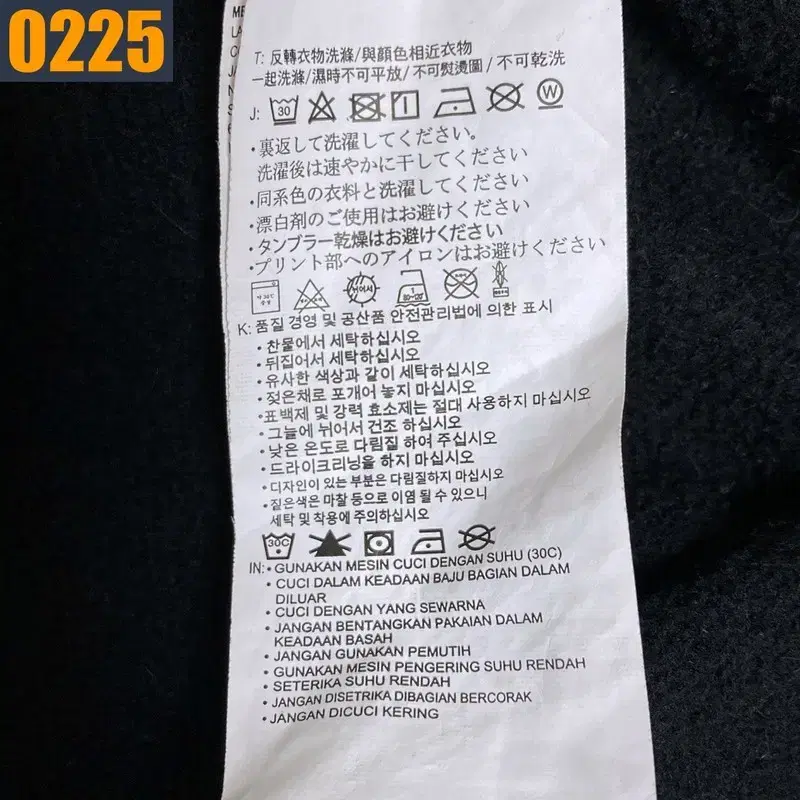 0225
T: 反轉衣物洗滌/與顏色相近衣物
一起洗滌/濕時不可平放/不可熨燙圖/不可乾洗
J: 30 W
・裏返して洗濯してください。
洗濯後は速やかに干してください
・同系色の衣料と洗濯してください
・漂白剤のご使用はお避けください
・タンブラー乾燥はお避けください
・プリント部へのアイロンはお避けください
K: 품질 경영 및 공산품 안전관리법에 의한 표시
・찬물에서 세탁하십시오
・뒤집어서 세탁하십시오
・유사한 색상과 같이 세탁하십시오
・젖은채로 포개어 놓지 마십시오
・표백제 및 강력 효소제는 절대 사용하지 마십시오
・그늘에 뉘어서 건조 하십시오
・낮은 온도로 다림질 하여 주십시오
・드라이크리닝을 하지 마십시오
・디자인이 있는 부분은 다림질하지 마십시오
・짙은색은 마찰 등으로 이염 될 수 있으니
세탁 및 착용에 주의하십시오
30C
IN: • GUNAKAN MESIN CUCI DENGAN SUHU (30C)
• CUCI DALAM KEADAAN BAJU BAGIAN DALAM
DILUAR
• CUCI DENGAN YANG SEWARNA
• JANGAN BENTANGKAN PAKAIAN DALAM
KEADAAN BASAH
• JANGAN GUNAKAN PEMUTIH
• GUNAKAN MESIN PENGERING SUHU RENDAH
• SETERIKA SUHU RENDAH
• JANGAN DISETRIKA DIBAGIAN BERCORAK
• JANGAN DICUCI KERING